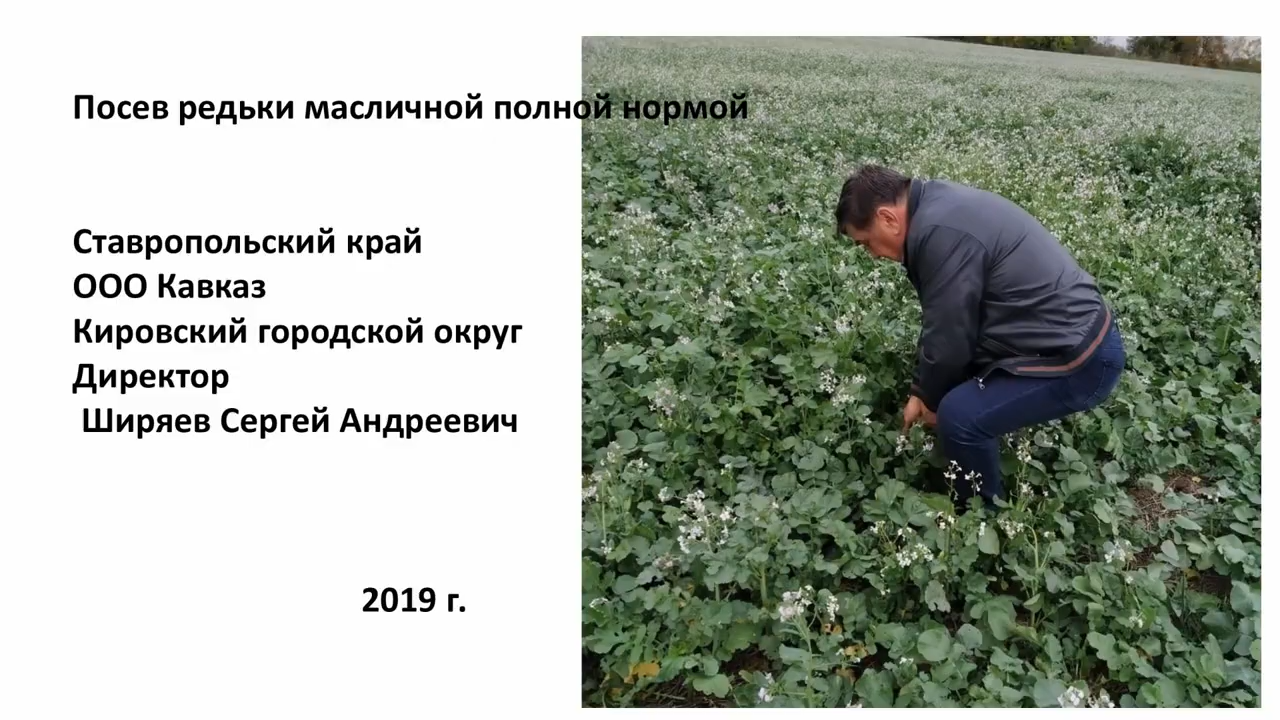 Посев редьки масличной полной нормой
Ставропольский край
ООО Кавказ
Кировский городской округ
Директор
Ширяев Сергей Андреевич
2019 г.